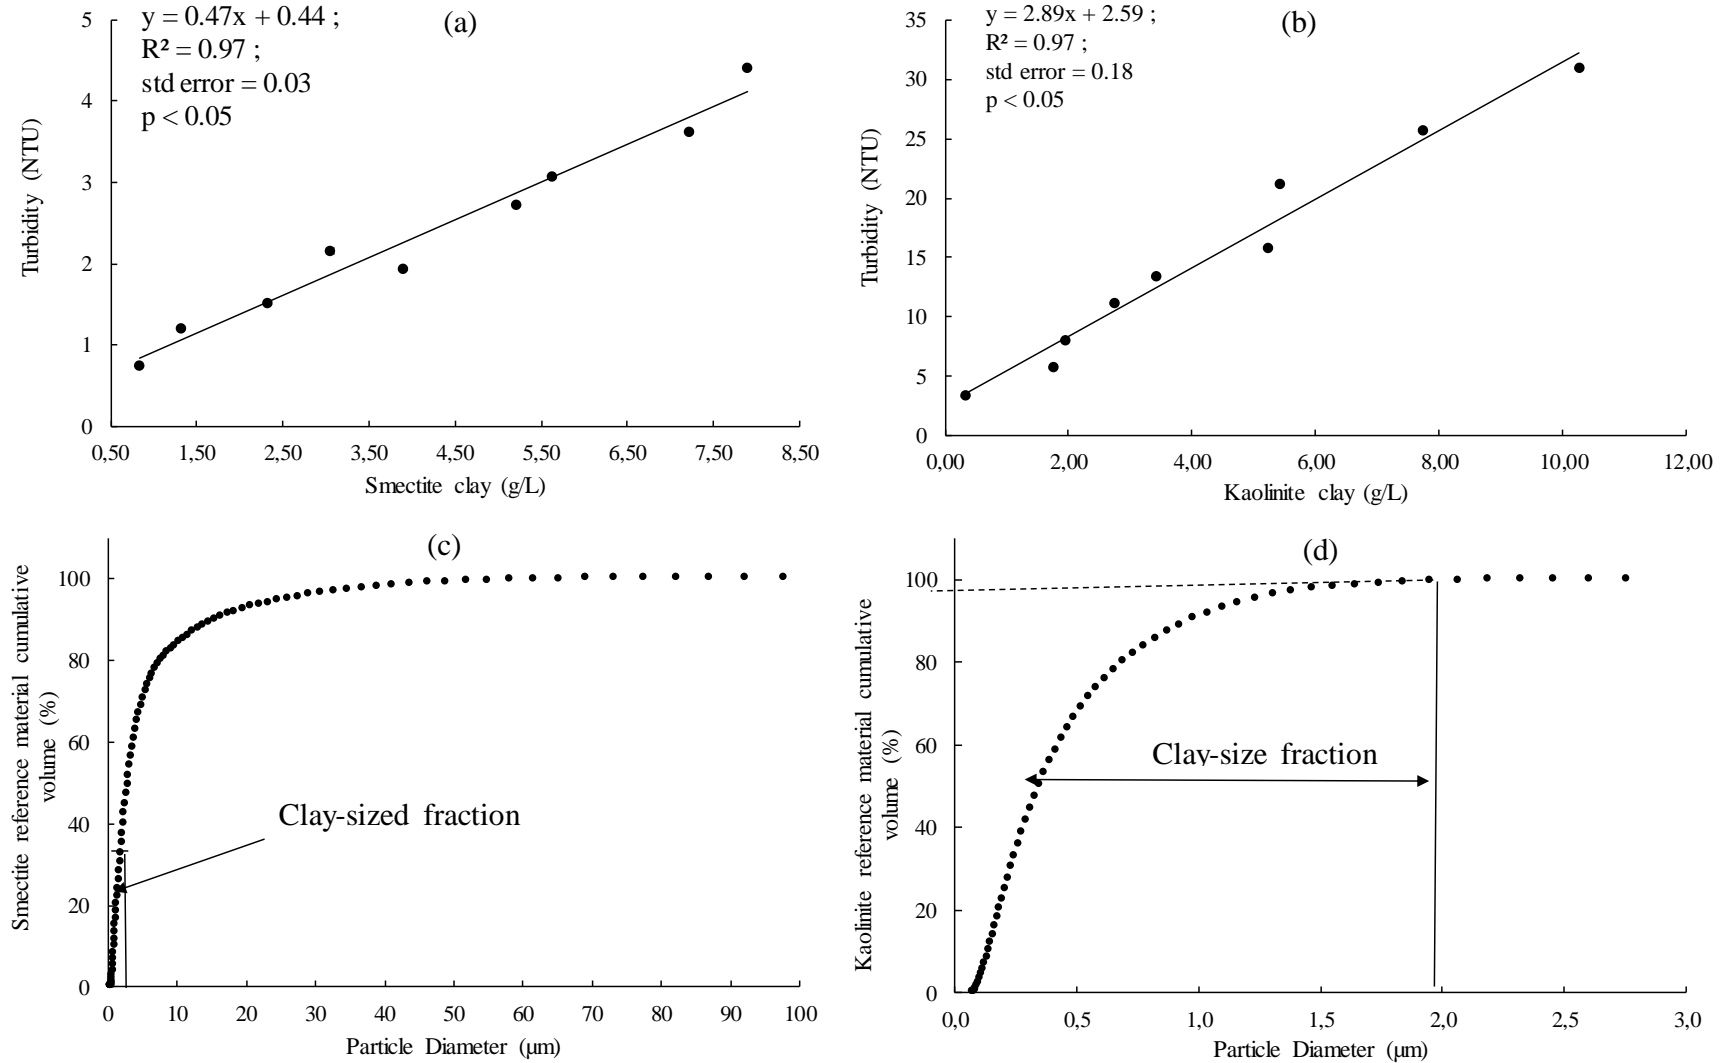 y = 0.47x + 0.44 ;
R² = 0.97 ;
std error = 0.03
p < 0.05
(a)
5
4
3
2
1
0
Turbidity (NTU)
0,50 1,50 2,50 3,50 4,50 5,50 6,50 7,50 8,50
Smectite clay (g/L)
y = 2.89x + 2.59 ;
R² = 0.97 ;
std error = 0.18
p < 0.05
(b)
35
30
25
20
15
10
5
0
Turbidity (NTU)
0,00 2,00 4,00 6,00 8,00 10,00 12,00
Kaolinite clay (g/L)
(c)
100
80
60
40
20
0
Smectite reference material cumulative
volume (%)
Clay-sized fraction
0 10 20 30 40 50 60 70 80 90 100
Particle Diameter (µm)
(d)
100
80
60
40
20
0
Kaolinite reference material cumulative
volume (%)
Clay-size fraction
0,0 0,5 1,0 1,5 2,0 2,5 3,0
Particle Diameter (µm)